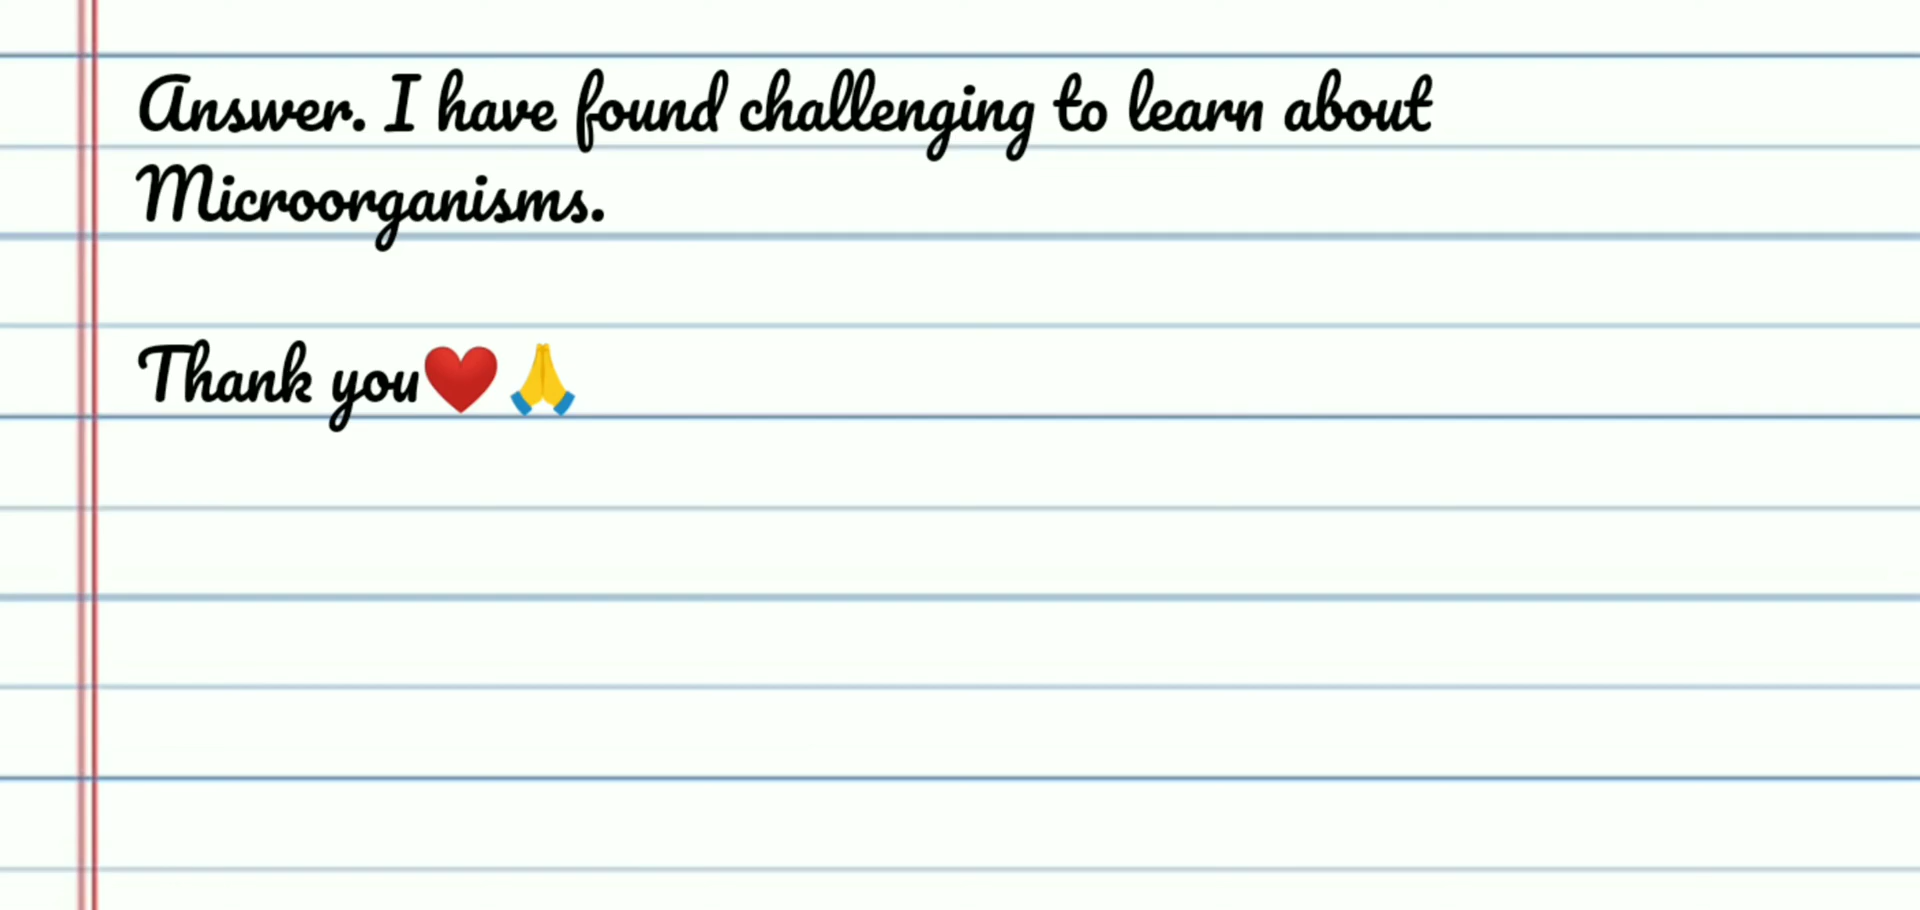 Answer. I have found challenging to learn about
Microorganisms.
Thank you❤️🙏